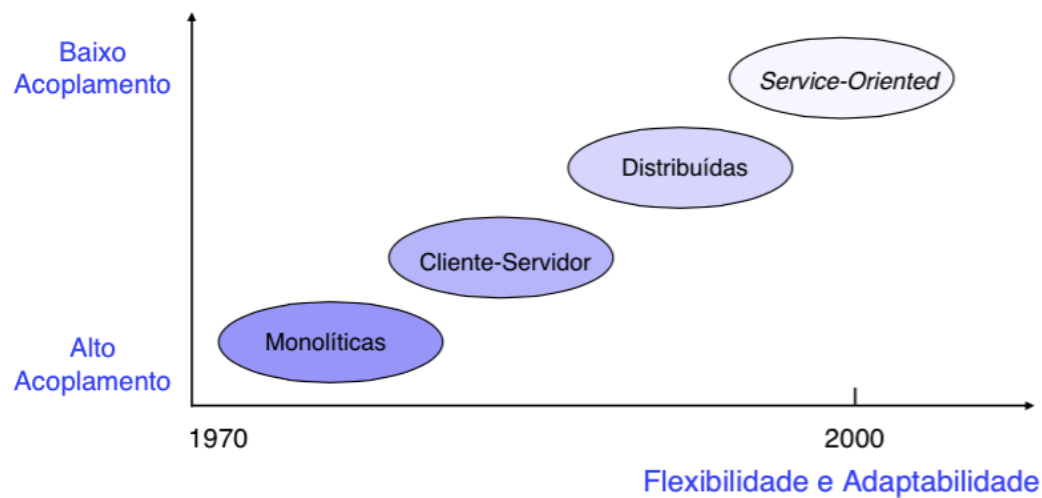 Baixo
Acoplamento
Service-Oriented
Distribuídas
Cliente-Servidor
Monolíticas
Alto
Acoplamento
1970
2000
Flexibilidade e Adaptabilidade